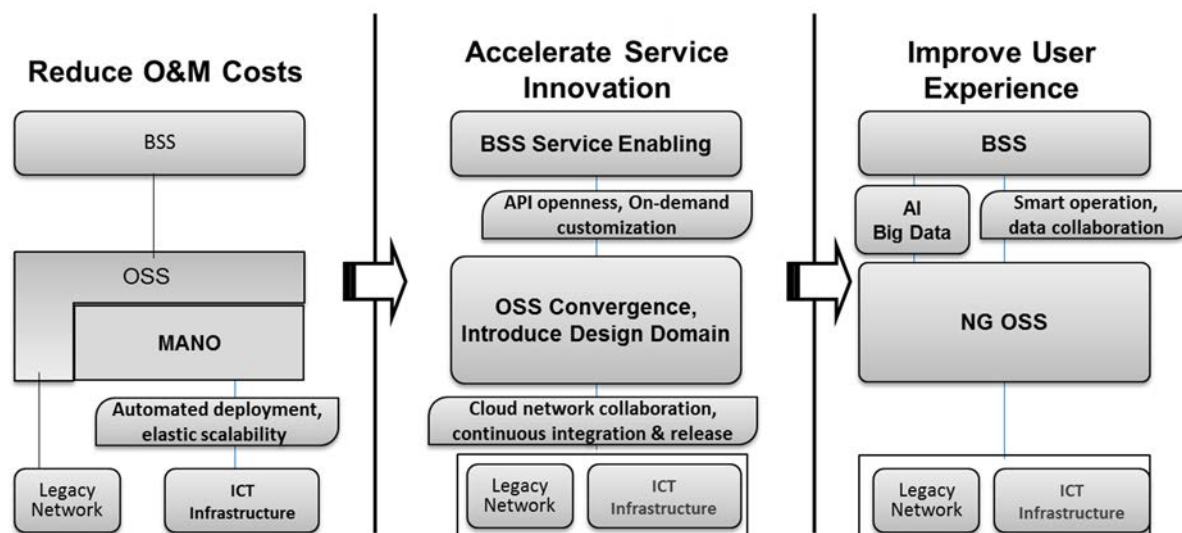 Reduce O&M Costs
BSS
OSS
MANO
Automated deployment,
elastic scalability
Legacy
Network
ICT
Infrastructure
Accelerate Service
Innovation
BSS Service Enabling
API openness, On-demand
customization
OSS Convergence,
Introduce Design Domain
Cloud network collaboration,
continuous integration & release
Legacy
Network
ICT
Infrastructure
Improve User
Experience
BSS
AI
Big Data
Smart operation,
data collaboration
NG OSS
Legacy
Network
ICT
Infrastructure